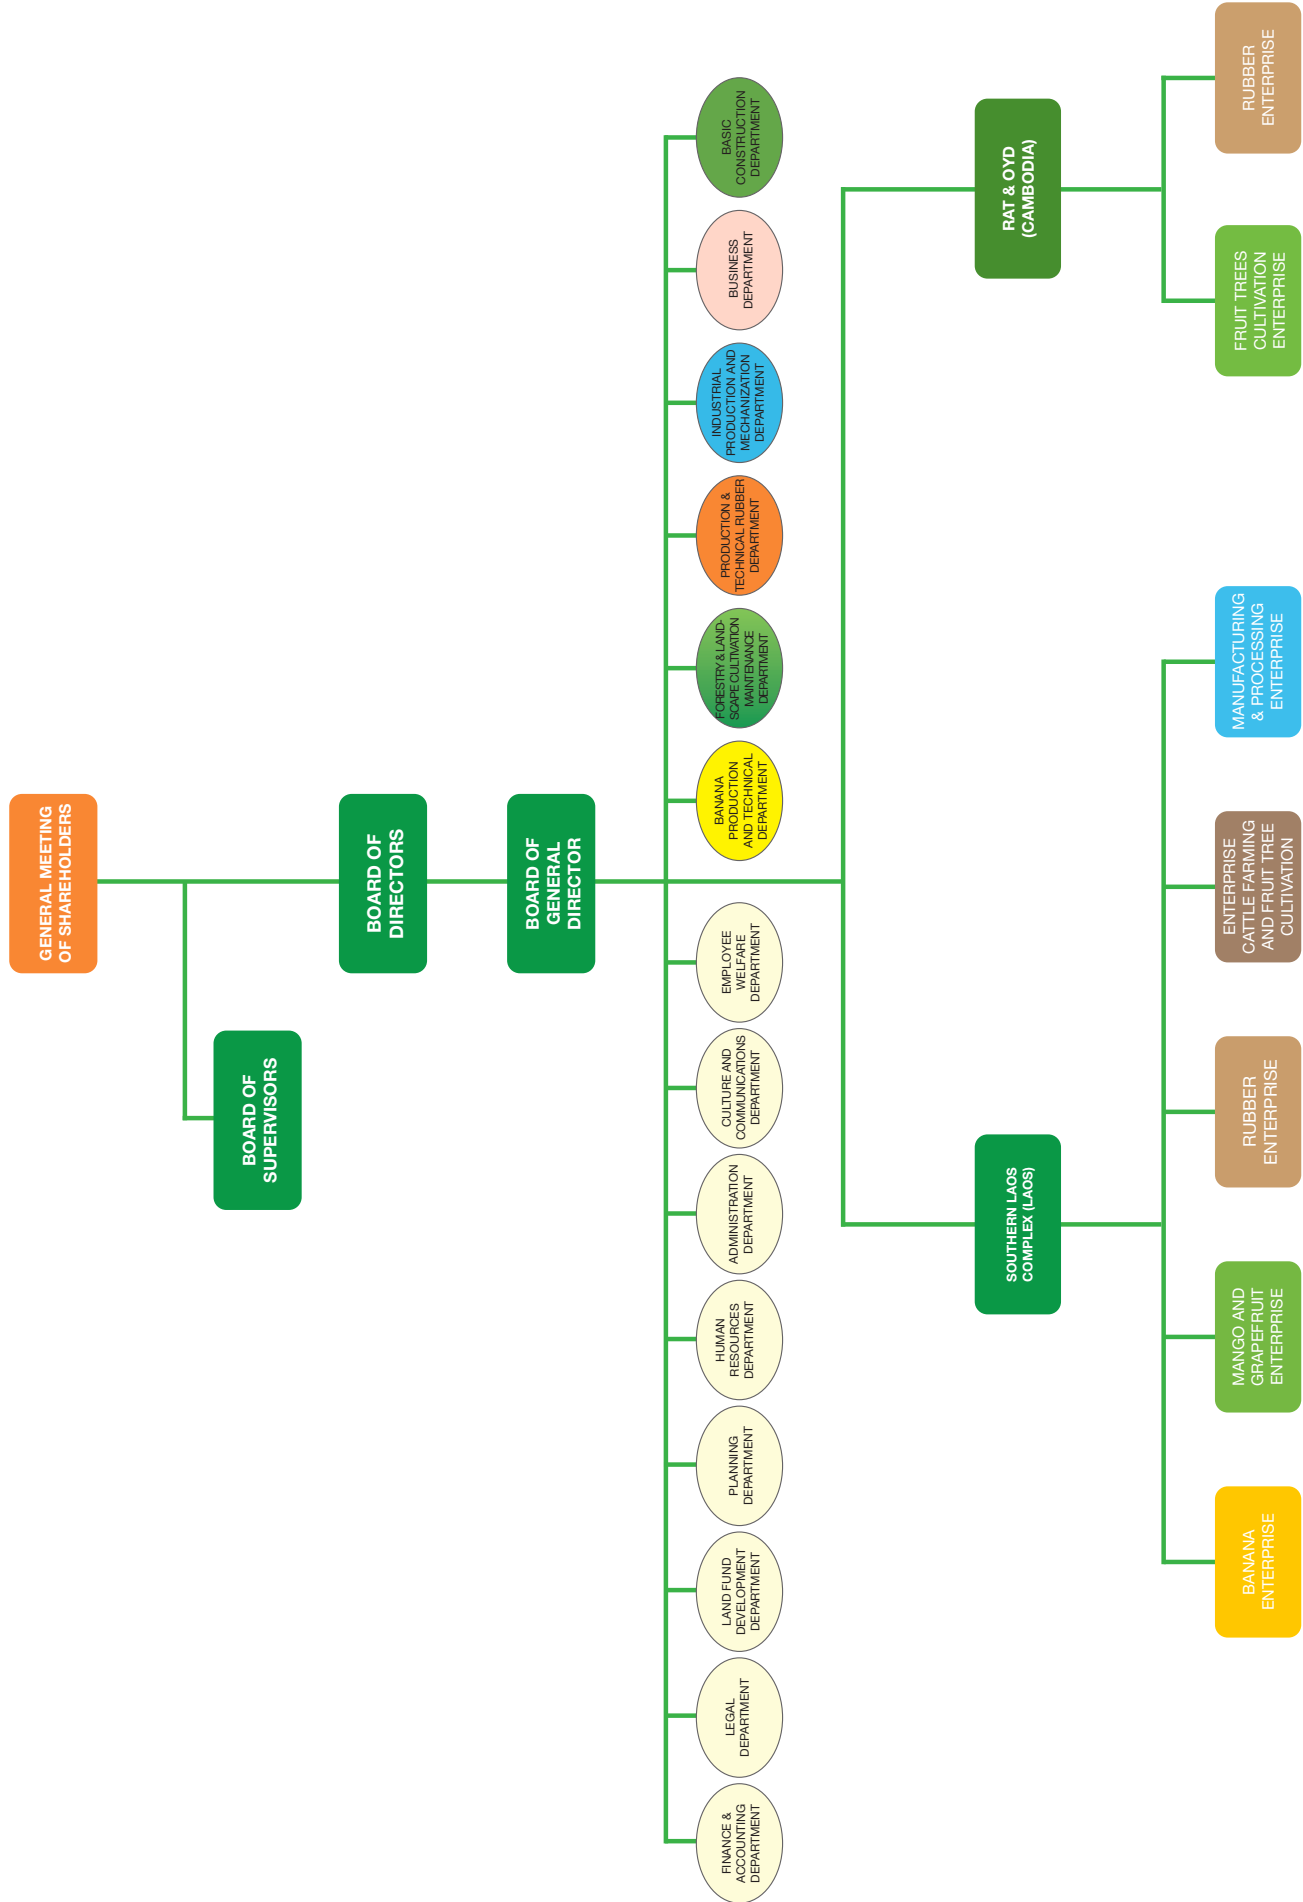 GENERAL MEETING
OF SHAREHOLDERS
BOARD OF
SUPERVISORS
BOARD OF
DIRECTORS
BOARD OF
GENERAL
DIRECTOR
FINANCE &
ACCOUNTING
DEPARTMENT
LEGAL
DEPARTMENT
LAND FUND
DEVELOPMENT
DEPARTMENT
PLANNING
DEPARTMENT
HUMAN
RESOURCES
DEPARTMENT
ADMINISTRATION
DEPARTMENT
CULTURE AND
COMMUNICATIONS
DEPARTMENT
EMPLOYEE
WELFARE
DEPARTMENT
BANANA
PRODUCTION
AND TECHNICAL
DEPARTMENT
FORESTRY & LAND-
SCAPE CULTIVATION
MAINTENANCE
DEPARTMENT
PRODUCTION &
TECHNICAL RUBBER
DEPARTMENT
INDUSTRIAL
PRODUCTION AND
MECHANIZATION
DEPARTMENT
BUSINESS
DEPARTMENT
BASIC
CONSTRUCTION
DEPARTMENT
SOUTHERN LAOS
COMPLEX (LAOS)
RAT & OYD
(CAMBODIA)
BANANA
ENTERPRISE
MANGO AND
GRAPEFRUIT
ENTERPRISE
RUBBER
ENTERPRISE
ENTERPRISE
CATTLE FARMING
AND FRUIT TREE
CULTIVATION
MANUFACTURING
& PROCESSING
ENTERPRISE
FRUIT TREES
CULTIVATION
ENTERPRISE
RUBBER
ENTERPRISE